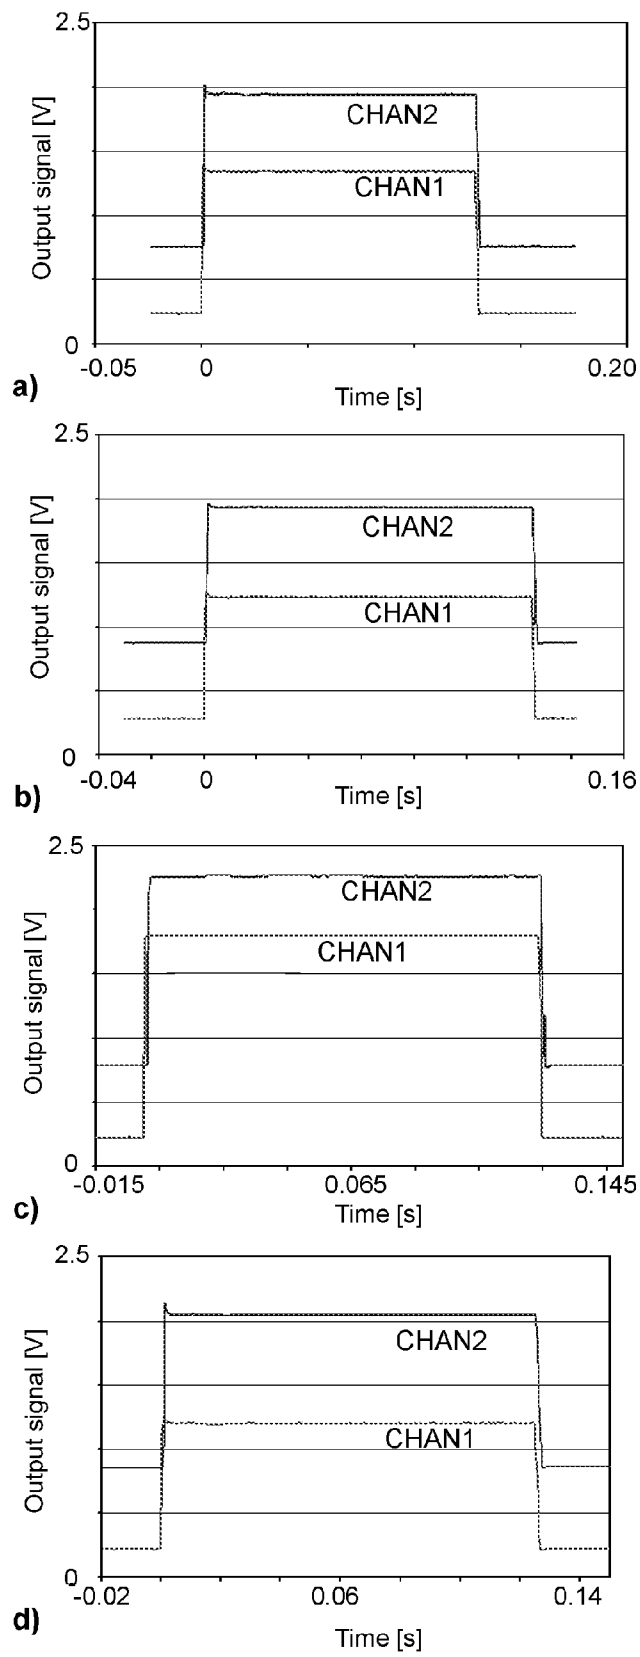 2.5
Output signal [V]
CHAN2
CHAN1
0
-0.05 0 0.20
a)
Time [s]
2.5
Output signal [V]
CHAN2
CHAN1
0
-0.04 0 0.16
b)
Time [s]
2.5
Output signal [V]
CHAN2
CHAN1
0
-0.015 0.065 0.145
c)
Time [s]
2.5
Output signal [V]
CHAN2
CHAN1
0
-0.02 0.06 0.14
d)
Time [s]